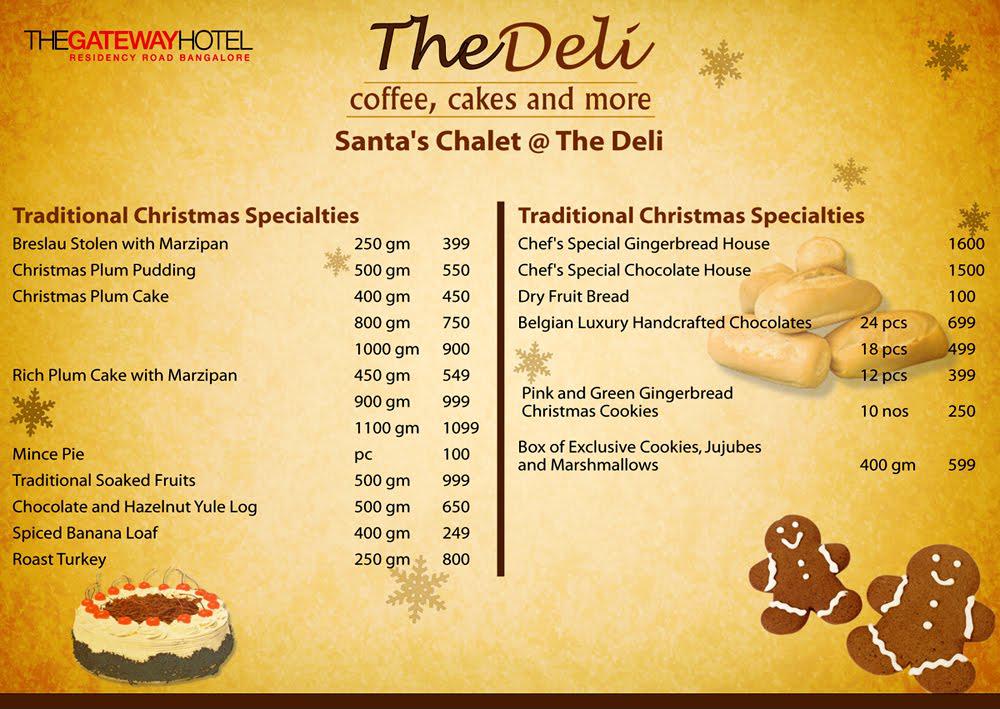 THEGATEWAYHOTEL
RESIDENCY ROAD BANGALORE
TheDeli
coffee, cakes and more
Santa's Chalet @ The Deli
Traditional Christmas Specialties
Breslau Stolen with Marzipan 250 gm 399
Christmas Plum Pudding 500 gm 550
Christmas Plum Cake 400 gm 450
800 gm 750
1000 gm 900
Rich Plum Cake with Marzipan 450 gm 549
900 gm 999
1100 gm 1099
Mince Pie pc 100
Traditional Soaked Fruits 500 gm 999
Chocolate and Hazelnut Yule Log 500 gm 650
Spiced Banana Loaf 400 gm 249
Roast Turkey 250 gm 800
Traditional Christmas Specialties
Chef's Special Gingerbread House 1600
Chef's Special Chocolate House 1500
Dry Fruit Bread 100
Belgian Luxury Handcrafted Chocolates 24 pcs 699
18 pcs 499
12 pcs 399
Pink and Green Gingerbread
Christmas Cookies 10 nos 250
Box of Exclusive Cookies, Jujubes
and Marshmallows 400 gm 599